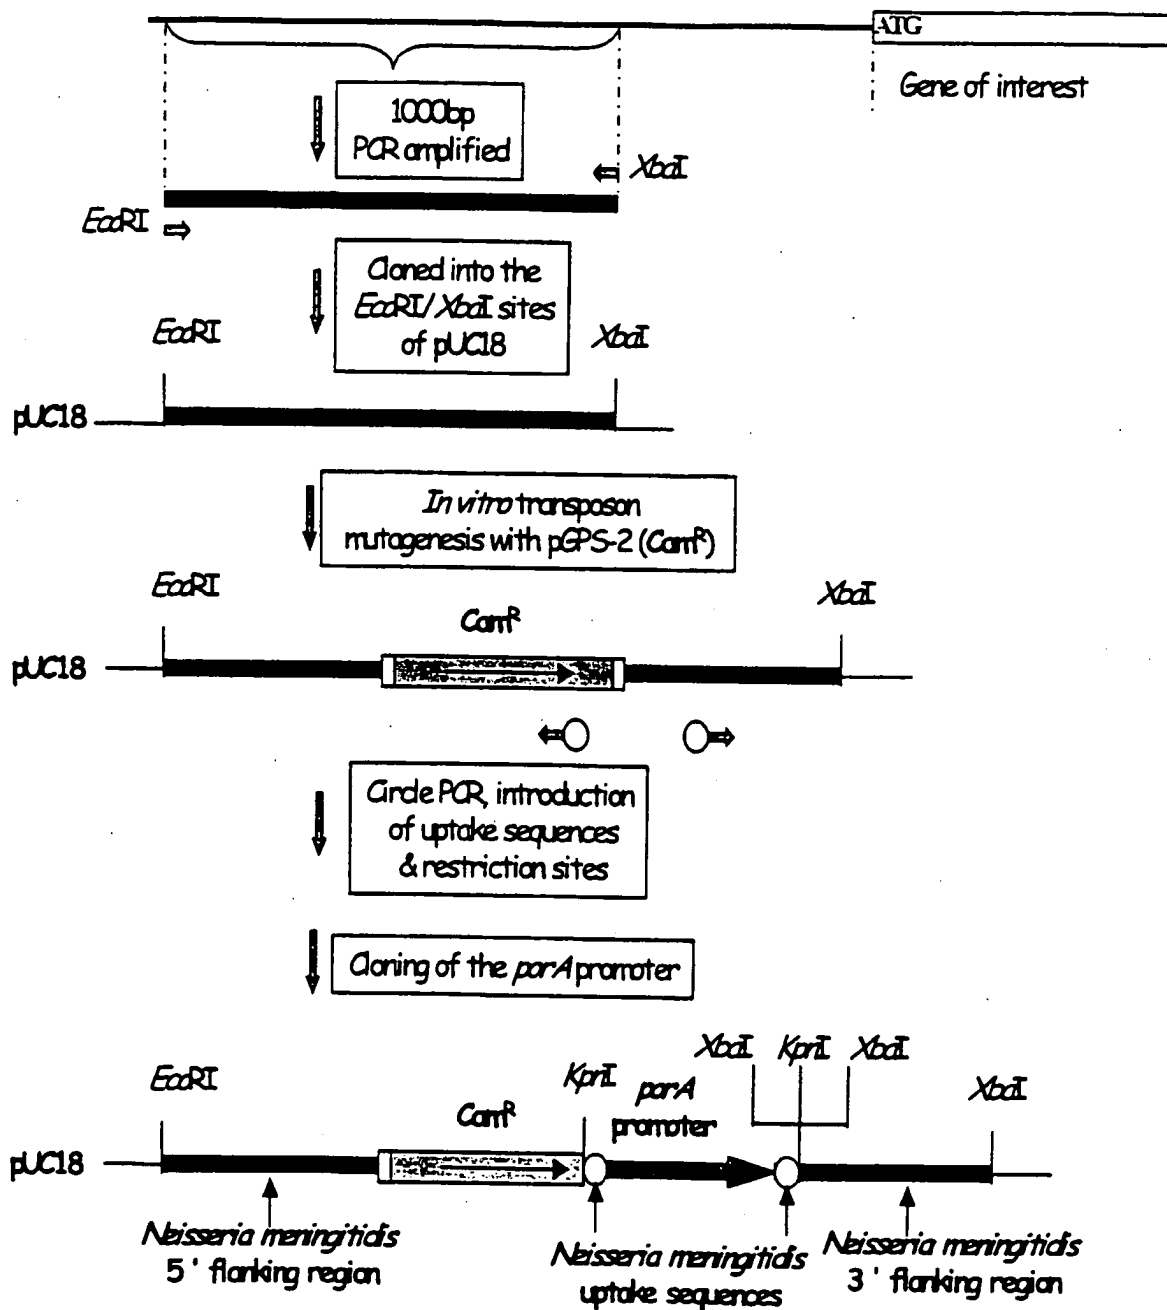 ATG
Gene of interest
1000bp
PCR amplified
XbaI
EcoRI
Cloned into the
EcoRI/XbaI sites
of pUC18
EcoRI
XbaI
pUC18
In vitro transposon
mutagenesis with pGPS-2 (CamR)
EcoRI
CamR
XbaI
pUC18
Circle PCR, introduction
of uptake sequences
& restriction sites
Cloning of the porA promoter
XbaI KpnI XbaI
EcoRI
KpnI
porA
promoter
XbaI
CamR
pUC18
Neisseria meningitidis
5' flanking region
Neisseria meningitidis
uptake sequences
Neisseria meningitidis
3' flanking region